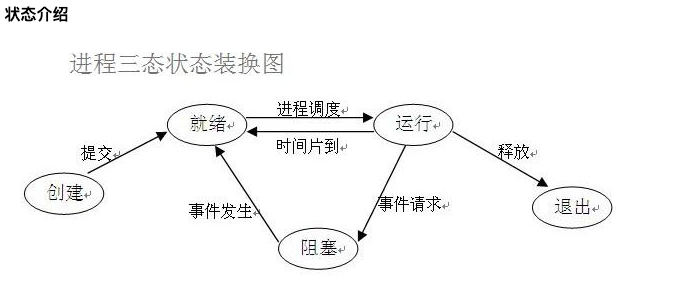 状态介绍
进程三态状态装换图
就绪
进程调度
运行
时间片到
提交
释放
创建
事件发生
事件请求
退出
阻塞